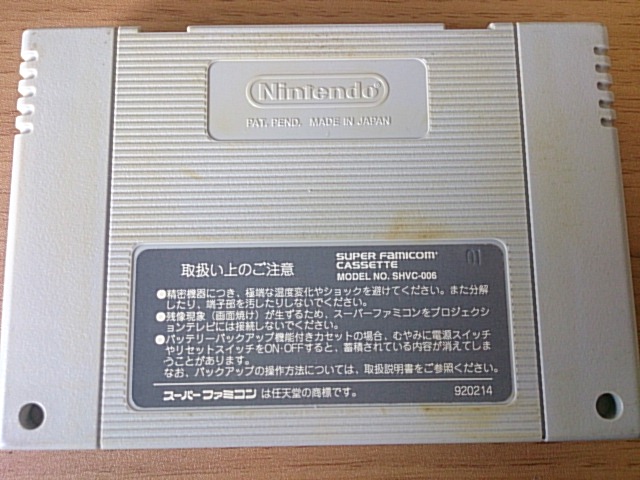 Nintendo®
PAT. PEND. MADE IN JAPAN
取扱い上のご注意
SUPER FAMICOM®
CASSETTE
MODEL NO. SHVC-006
01
●精密機器につき、極端な温度変化やショックを避けてください。また分解
したり、端子部を汚したりしないでください。
●残像現象（画面焼け）が生ずるため、スーパーファミコンをプロジェクシ
ョンテレビには接続しないでください。
●バッテリーバックアップ機能付きカセットの場合、むやみに電源スイッチ
やリセットスイッチをON・OFFすると、蓄積されている内容が消えてしま
うことがあります。
なお、バックアップの操作方法については、取扱説明書をご参照ください。
スーパーファミコンは任天堂の商標です。
920214